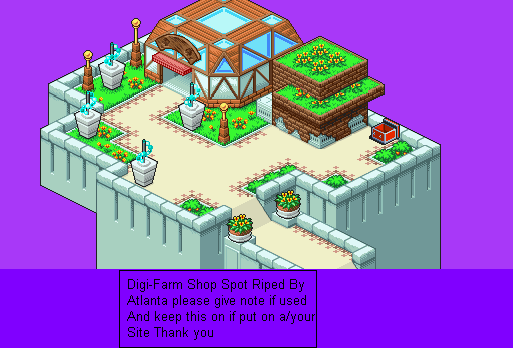 Digi-Farm Shop Spot Riped By
Atlanta please give note if used
And keep this on if put on a/your
Site Thank you